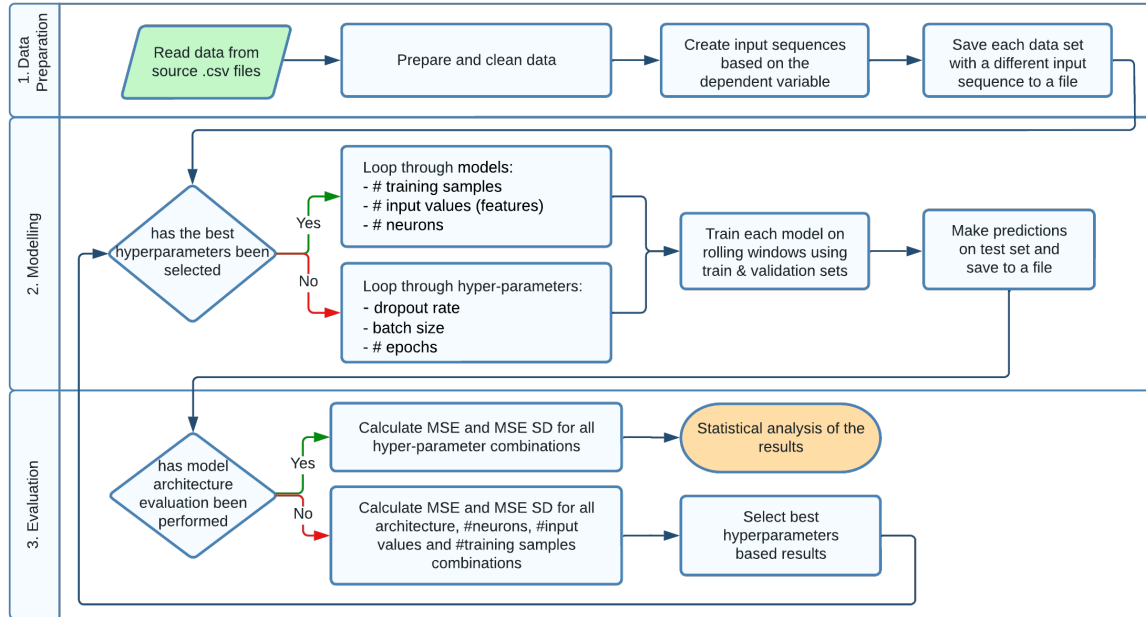 1. Data
Preparation
Read data from
source .csv files
Prepare and clean data
Create input sequences
based on the
dependent variable
Save each data set
with a different input
sequence to a file
2. Modelling
has the best
hyperparameters been
selected
Yes
No
Loop through models:
- # training samples
- # input values (features)
- # neurons
Loop through hyper-parameters:
- dropout rate
- batch size
- # epochs
Train each model on
rolling windows using
train & validation sets
Make predictions
on test set and
save to a file
3. Evaluation
has model
architecture
evaluation been
performed
Yes
No
Calculate MSE and MSE SD for all
hyper-parameter combinations
Statistical analysis of the
results
Calculate MSE and MSE SD for all
architecture, #neurons, #input
values and #training samples
combinations
Select best
hyperparameters
based results